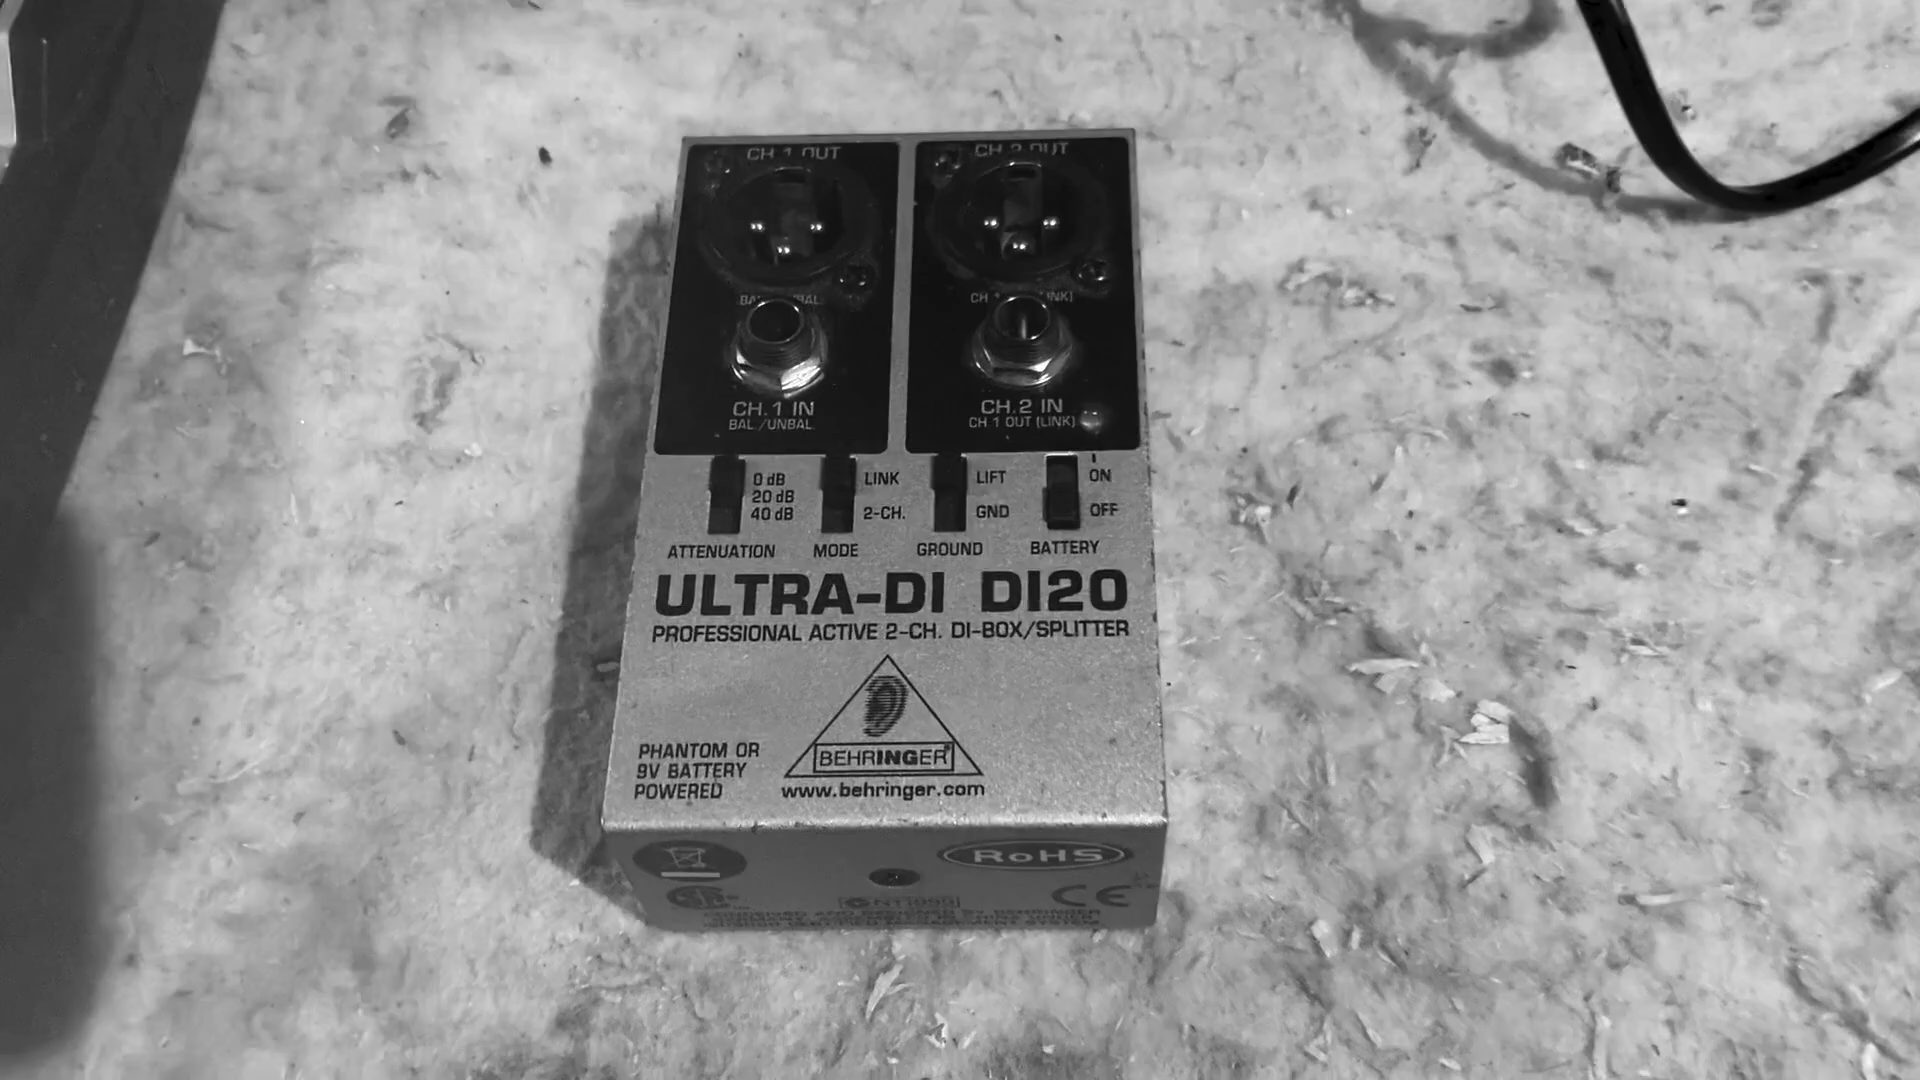 CH 1 OUT
CH 2 OUT
CH 1
CH.1 IN
BAL./UNBAL.
CH.2 IN
CH 1 OUT (LINK)
0 dB
20 dB
40 dB
LINK
2-CH.
LIFT
GND
ON
OFF
ATTENUATION
MODE
GROUND
BATTERY
ULTRA-DI DI20
PROFESSIONAL ACTIVE 2-CH. DI-BOX/SPLITTER
PHANTOM OR
9V BATTERY
POWERED
BEHRINGER
www.behringer.com
RoHS
CE